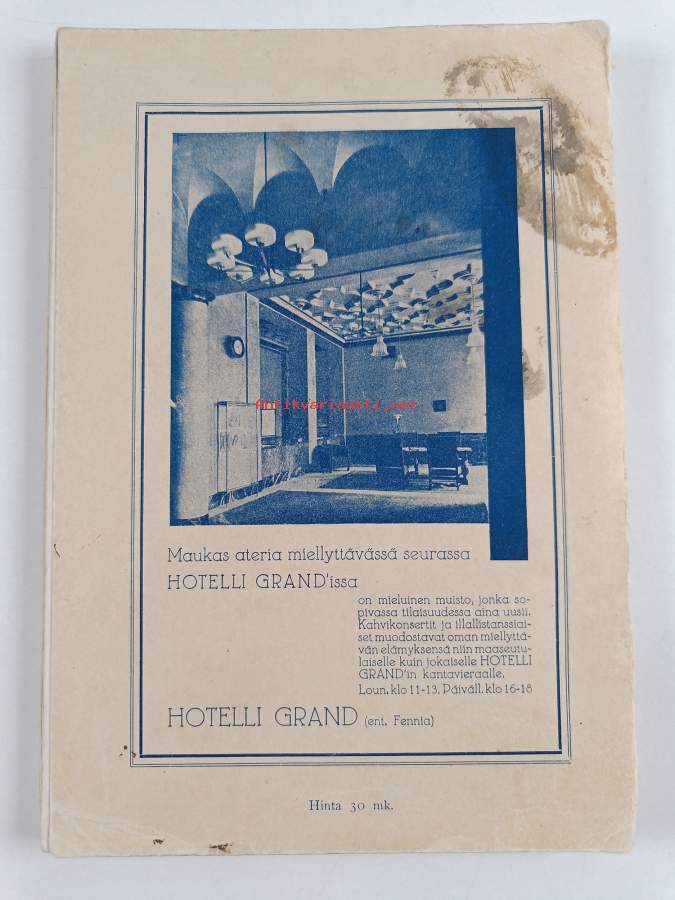 antikvariaatti.net
Maukas ateria miellyttävässä seurassa
HOTELLI GRAND'issa
on mieluinen muisto, jonka so-
pivassa tilaisuudessa aina uusii.
Kahvikonsertit ja illallistanssiai-
set muodostavat oman miellyttä-
vän elämyksensä niin maaseutu-
laiselle kuin jokaiselle HOTELLI
GRAND'in kantavieraalle.
Loun. klo 11-13. Päiväll. klo 16-18
HOTELLI GRAND (ent. Fennia)
Hinta 30 mk.